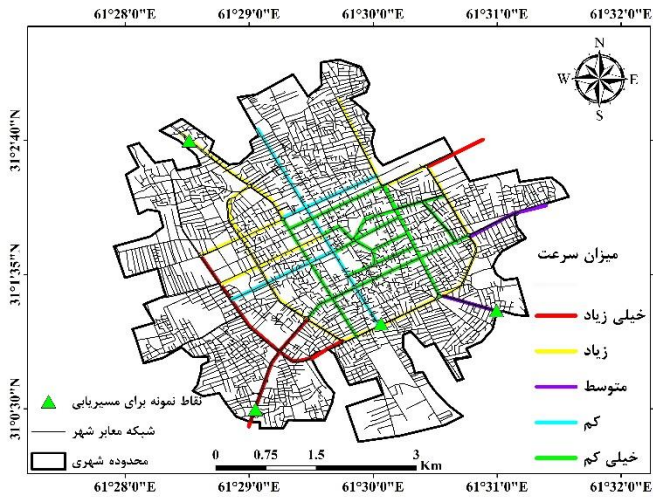 61°28'0"E 61°29'0"E 61°30'0"E 61°31'0"E 61°32'0"E
N
W E
S
31°2'40"N
31°1'35"N
31°0'30"N
میزان سرعت
خیلی زیاد
زیاد
متوسط
کم
خیلی کم
نقاط نمونه برای مسیریابی
شبکه معابر شهر
محدوده شهری
0 0.75 1.5 3
Km
61°28'0"E 61°29'0"E 61°30'0"E 61°31'0"E 61°32'0"E